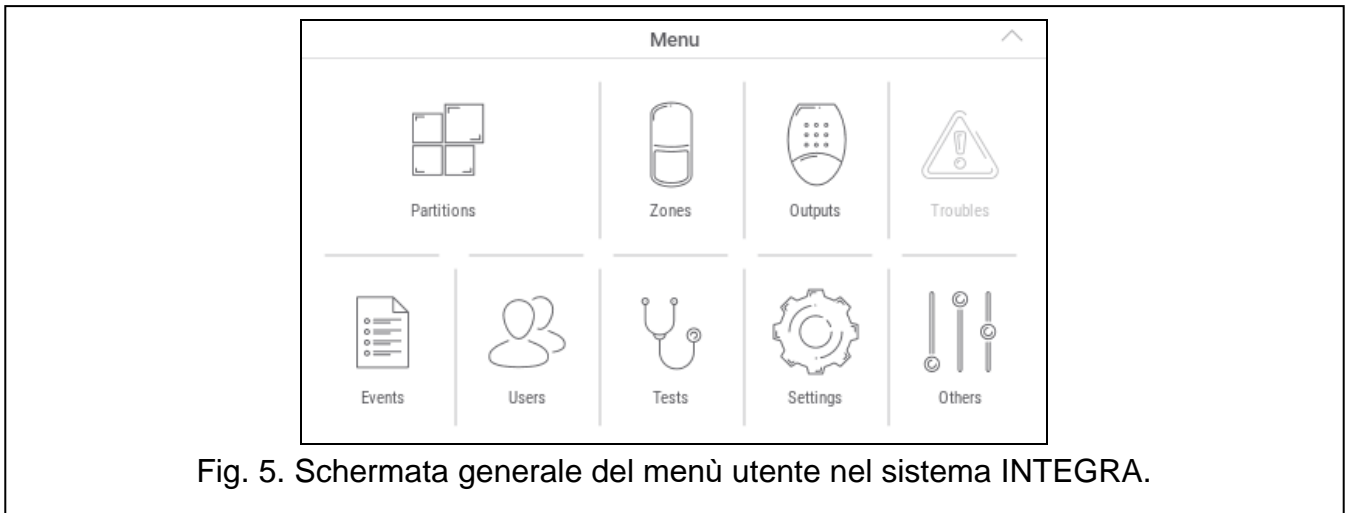 Menu
Partitions
Zones
Outputs
Troubles
Events
Users
Tests
Settings
Others
Fig. 5. Schermata generale del menù utente nel sistema INTEGRA.